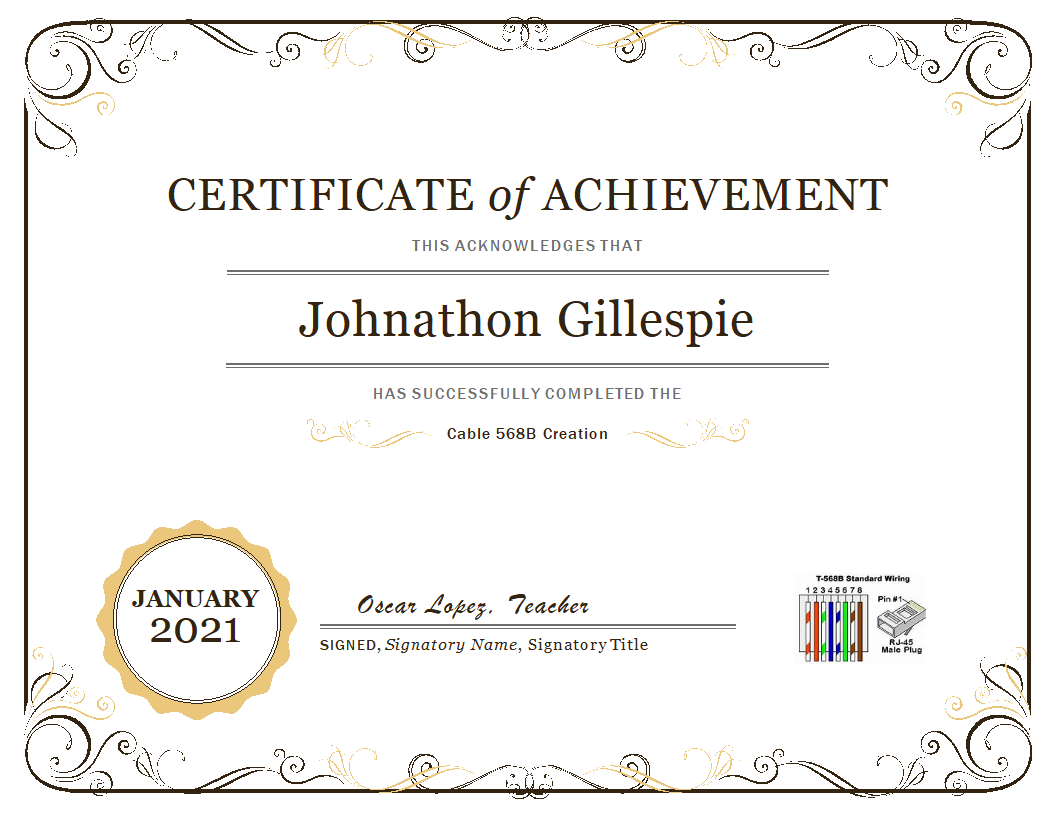 CERTIFICATE of ACHIEVEMENT
THIS ACKNOWLEDGES THAT
Johnathon Gillespie
HAS SUCCESSFULLY COMPLETED THE
Cable 568B Creation
JANUARY
2021
Oscar Lopez, Teacher
SIGNED, Signatory Name, Signatory Title
T-568B Standard Wiring
1 2 3 4 5 6 7 8
Pin #1
RJ-45
Male Plug